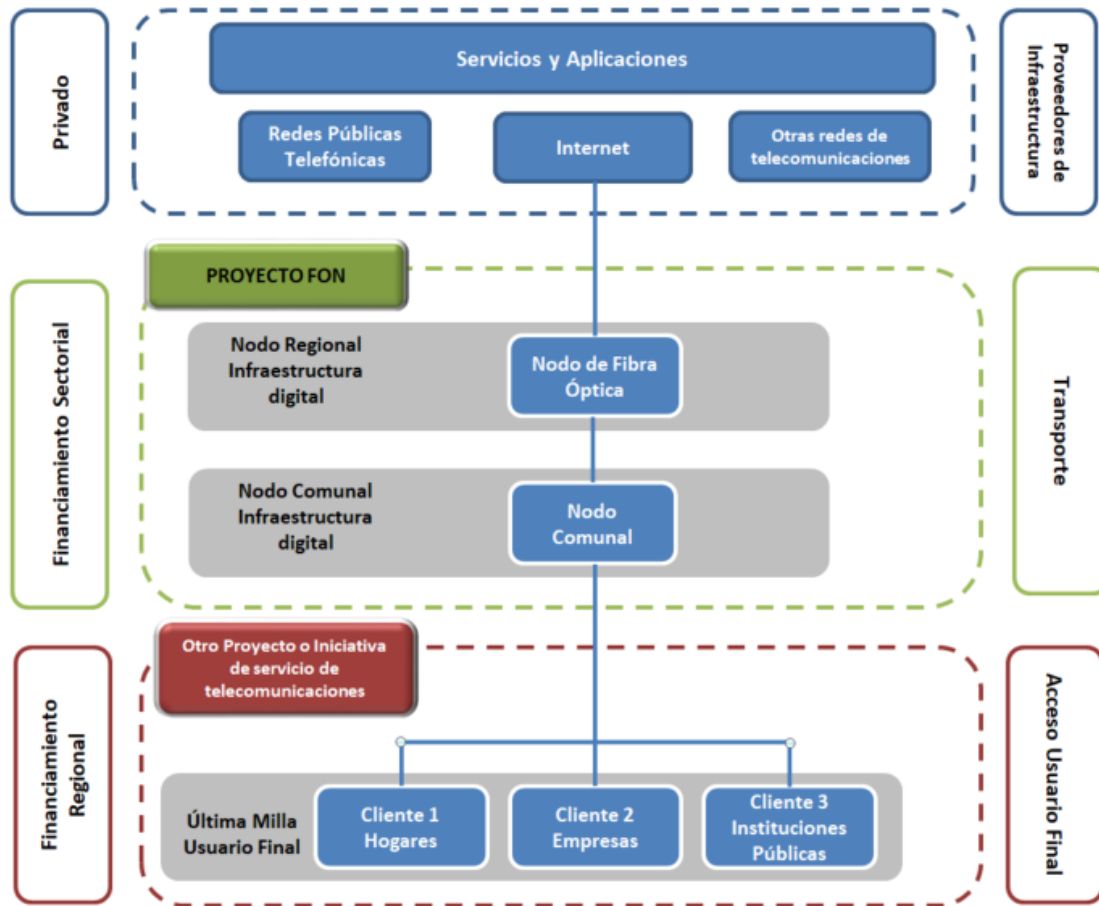 Privado
Servicios y Aplicaciones
Redes Públicas
Telefónicas
Internet
Otras redes de
telecomunicaciones
Proveedores de
Infraestructura
PROYECTO FON
Financiamiento Sectorial
Nodo Regional
Infraestructura
digital
Nodo de Fibra
Óptica
Nodo Comunal
Infraestructura
digital
Nodo
Comunal
Transporte
Otro Proyecto o Iniciativa
de servicio de
telecomunicaciones
Financiamiento
Regional
Última Milla
Usuario Final
Cliente 1
Hogares
Cliente 2
Empresas
Cliente 3
Instituciones
Públicas
Acceso Usuario Final